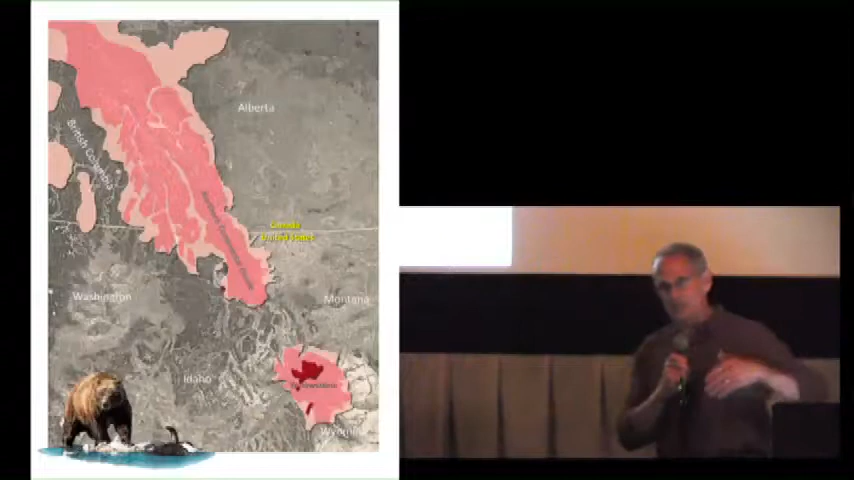 Alberta
British Columbia
Canada
United States
Washington
Montana
Idaho
Yellowstone
Wyoming